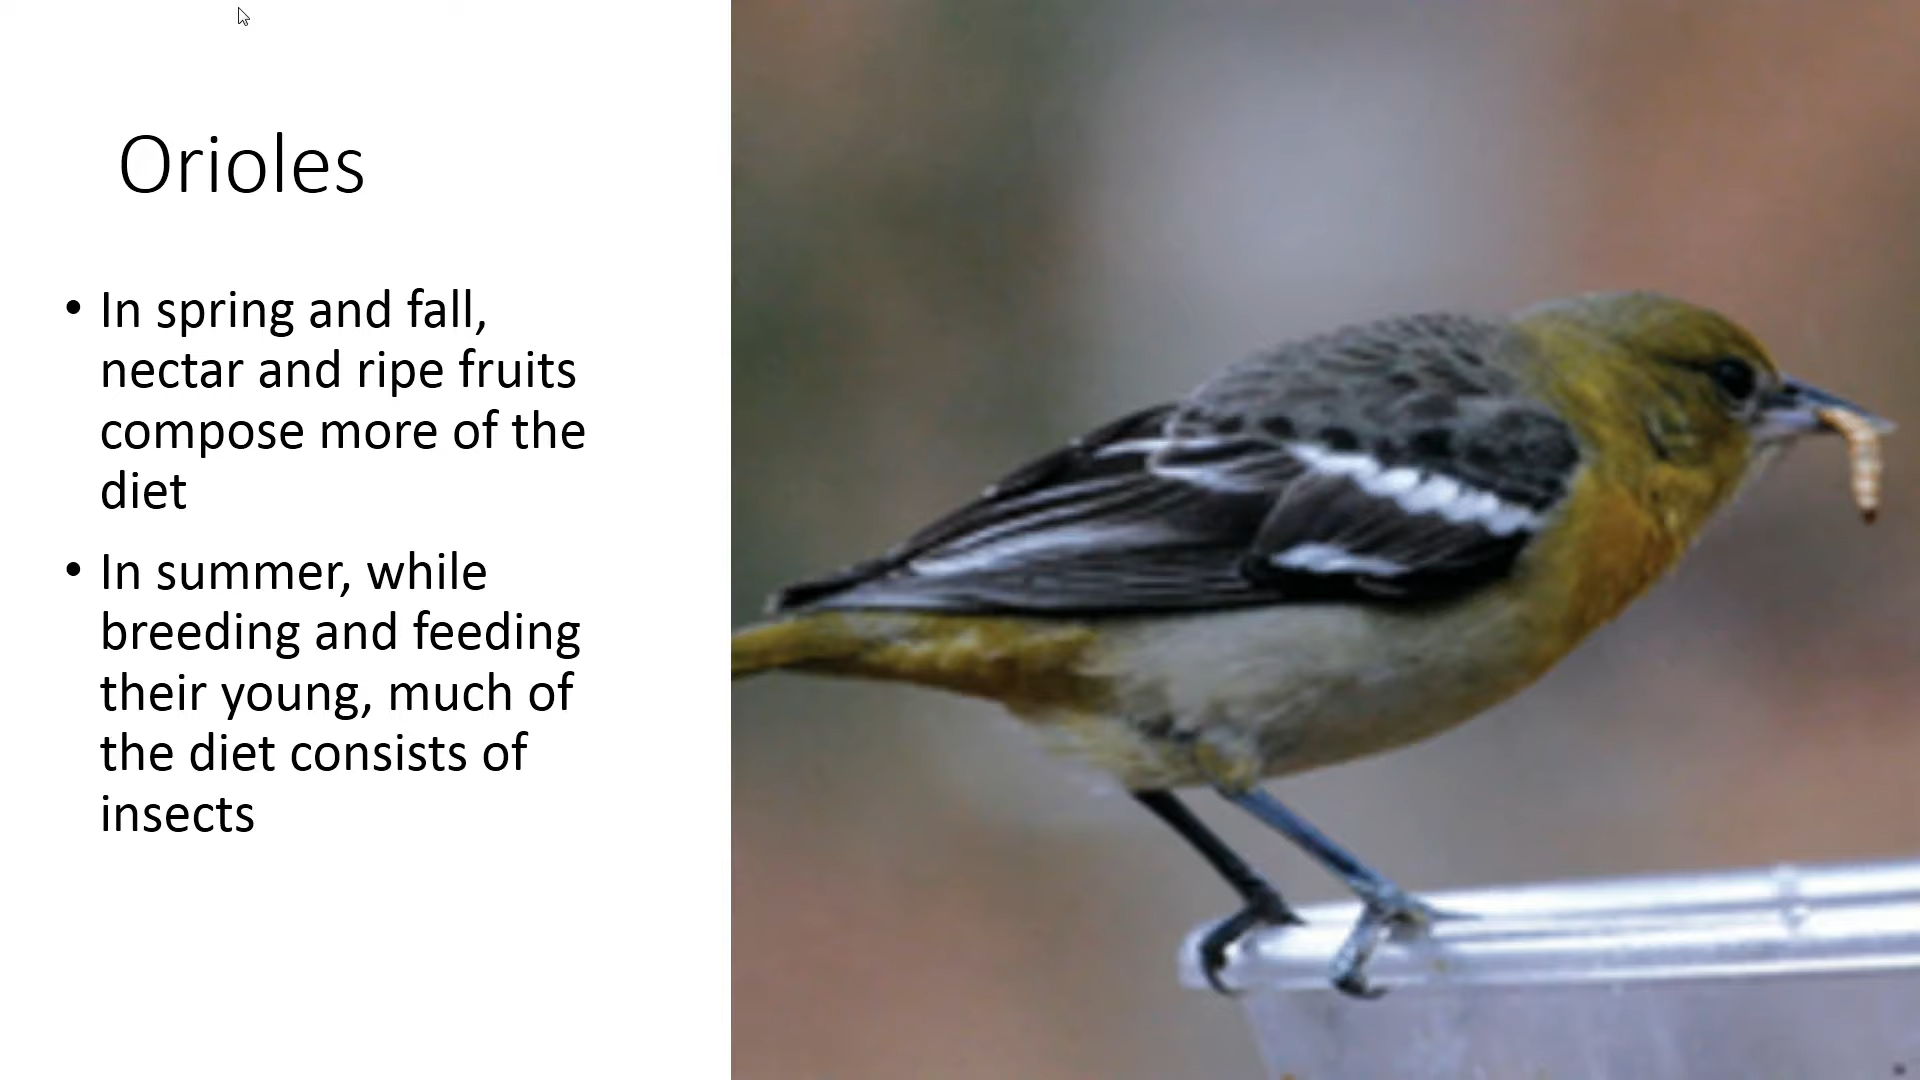 Orioles
• In spring and fall,
nectar and ripe fruits
compose more of the
diet
• In summer, while
breeding and feeding
their young, much of
the diet consists of
insects